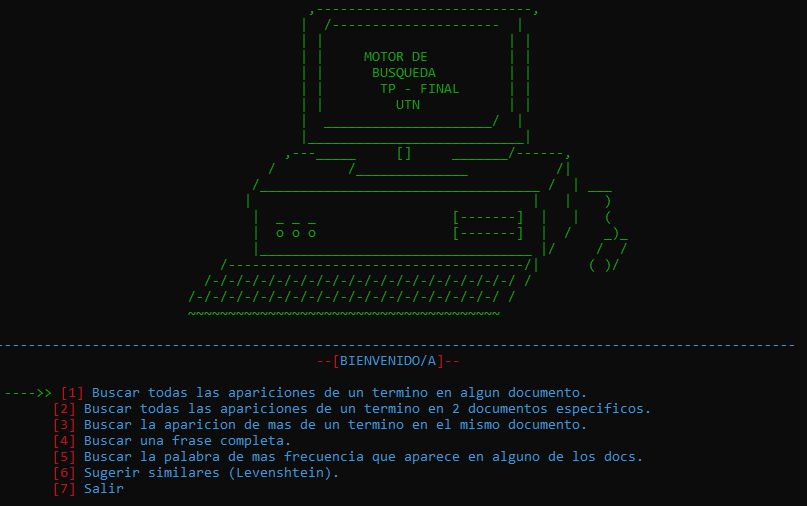 MOTOR DE
BUSQUEDA
TP - FINAL
UTN
--[BIENVENIDO/A]--
---->> [1] Buscar todas las apariciones de un termino en algun documento.
[2] Buscar todas las apariciones de un termino en 2 documentos especificos.
[3] Buscar la aparicion de mas de un termino en el mismo documento.
[4] Buscar una frase completa.
[5] Buscar la palabra de mas frecuencia que aparece en alguno de los docs.
[6] Sugerir similares (Levenshtein).
[7] Salir